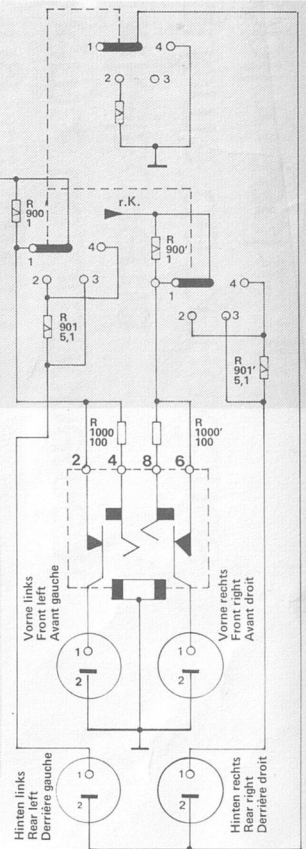 1
4
2
3
r.K.
R
900
1
1
4
2
3
R
901
5,1
R
900'
1
1
4
2
3
R
901'
5,1
R
1000
100
R
1000'
100
2
4
8
6
Vorne links
Front left
Avant gauche
1
2
Vorne rechts
Front right
Avant droit
1
2
Hinten links
Rear left
Derrière gauche
1
2
Hinten rechts
Rear right
Derrière droit
1
2